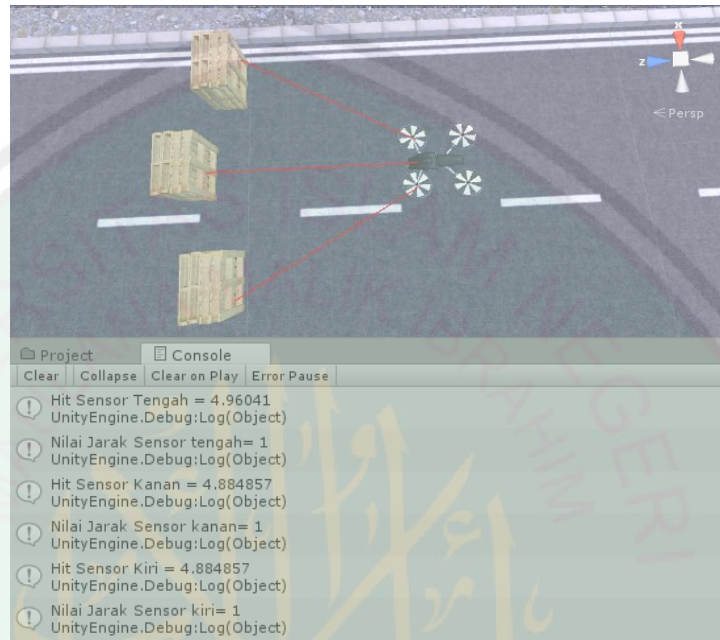 x
z
< Persp
Project
Console
Clear Collapse Clear on Play Error Pause
Hit Sensor Tengah = 4.96041
UnityEngine.Debug:Log(Object)
Nilai Jarak Sensor tengah= 1
UnityEngine.Debug:Log(Object)
Hit Sensor Kanan = 4.884857
UnityEngine.Debug:Log(Object)
Nilai Jarak Sensor kanan= 1
UnityEngine.Debug:Log(Object)
Hit Sensor Kiri = 4.884857
UnityEngine.Debug:Log(Object)
Nilai Jarak Sensor kiri= 1
UnityEngine.Debug:Log(Object)